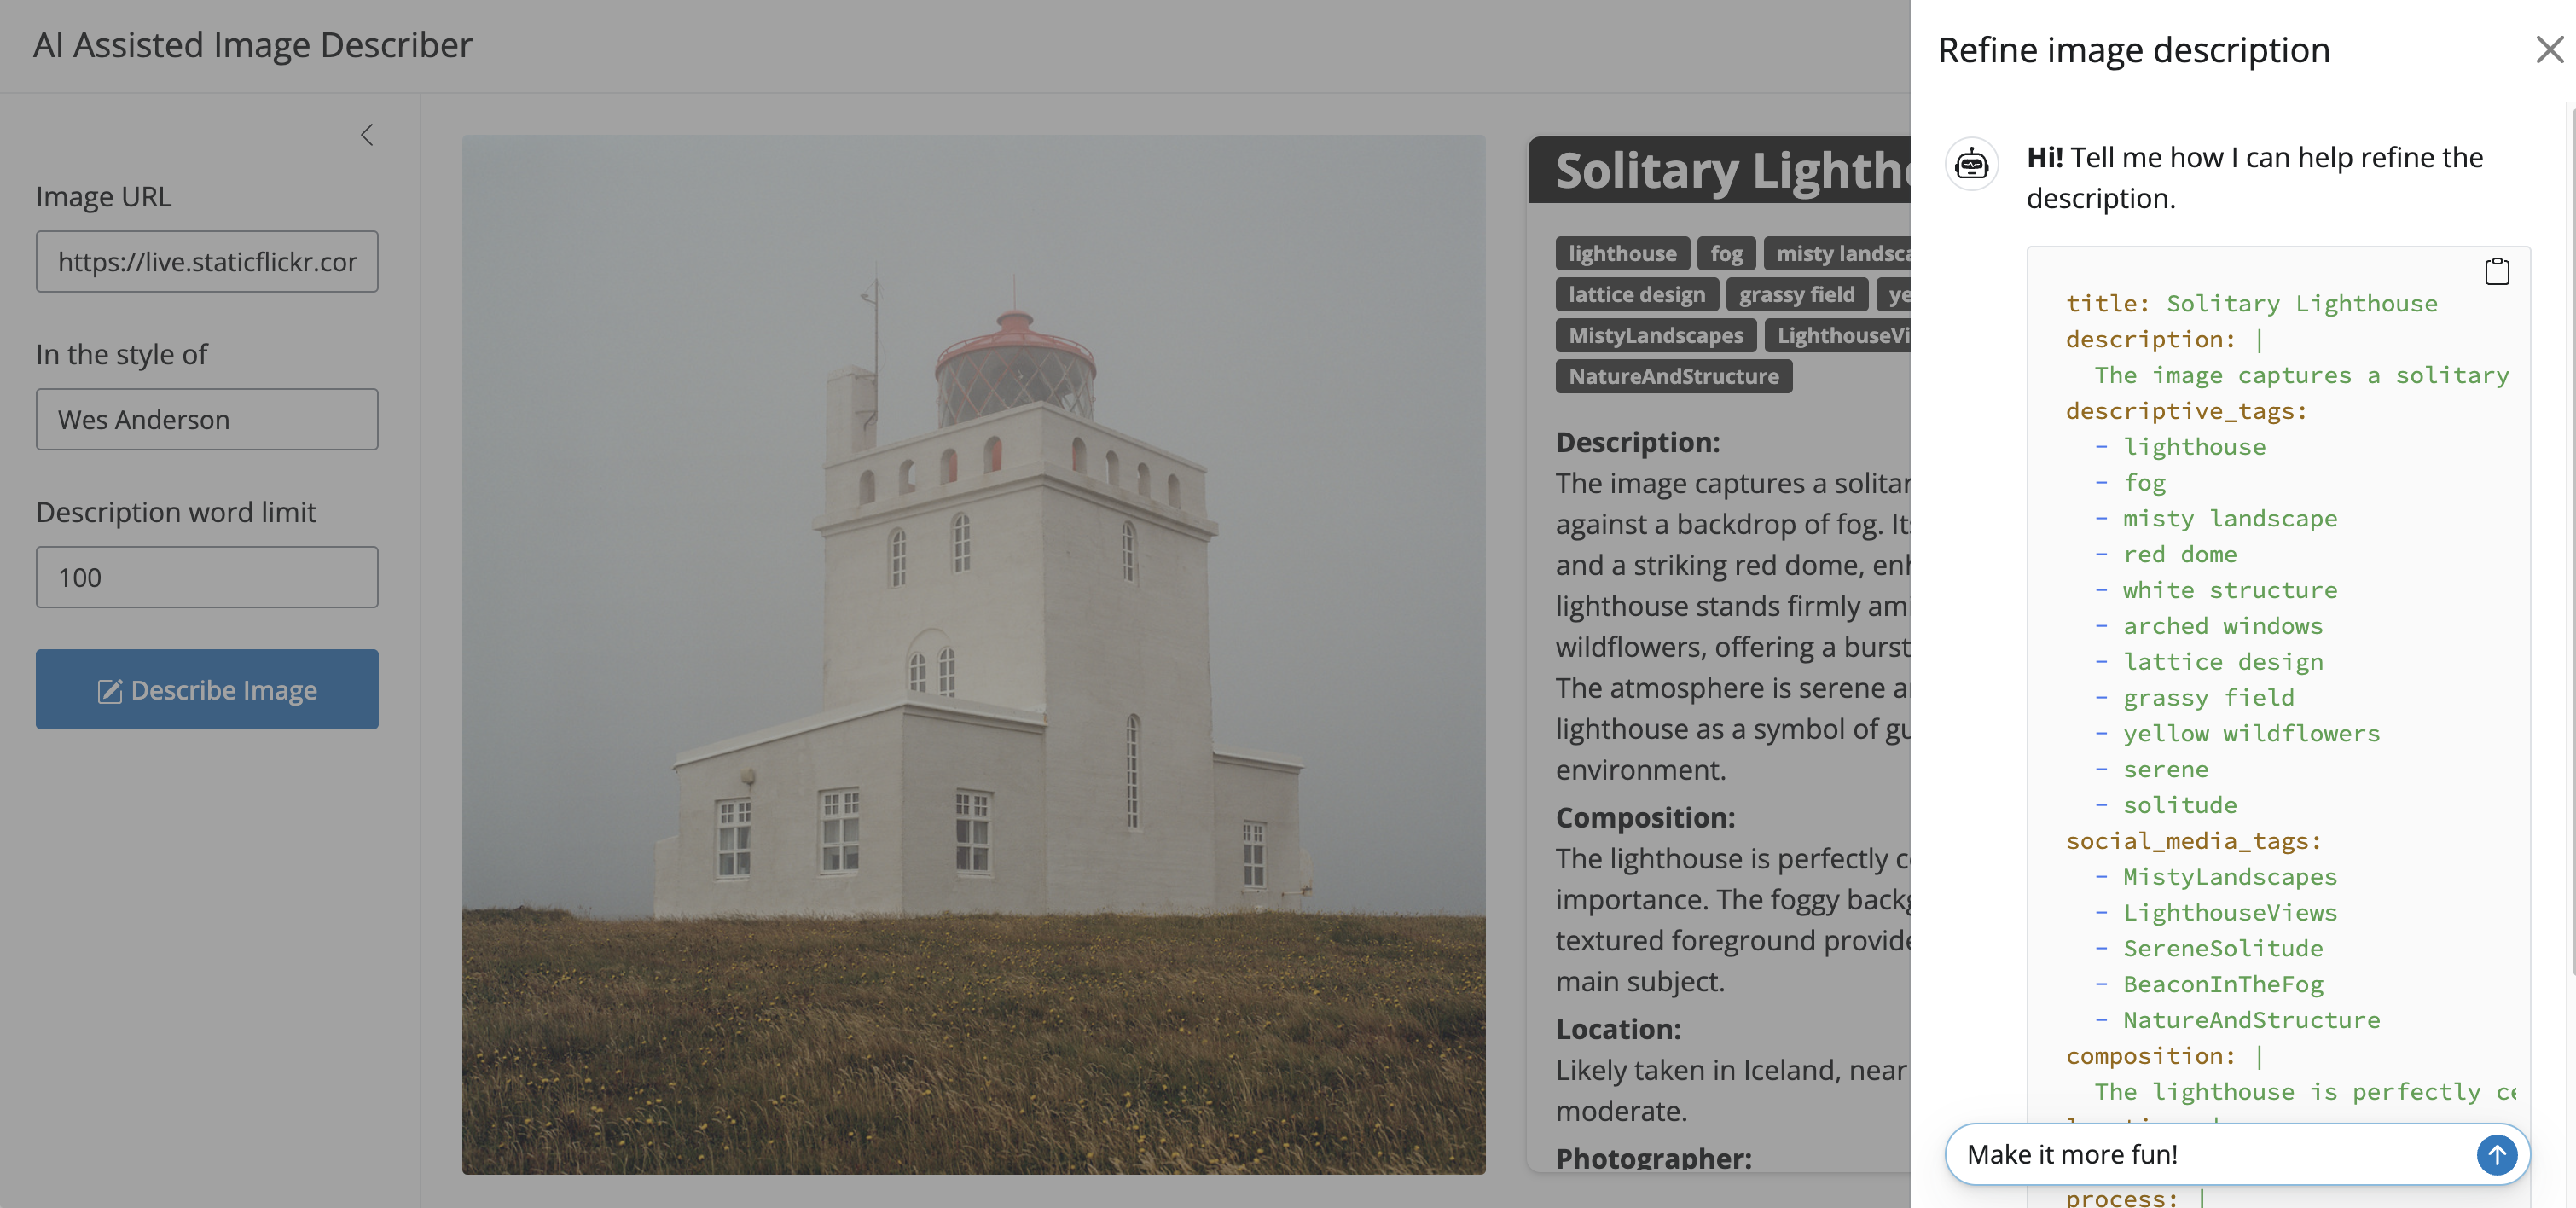 AI Assisted Image Describer
Image URL
https://live.staticflickr.cor
In the style of
Wes Anderson
Description word limit
100
Describe Image
Solitary Lightho
lighthouse fog misty landsca
lattice design grassy field ye
MistyLandscapes LighthouseVi
NatureAndStructure
Description:
The image captures a solitar
against a backdrop of fog. It
and a striking red dome, enh
lighthouse stands firmly am
wildflowers, offering a burst
The atmosphere is serene a
lighthouse as a symbol of gu
environment.
Composition:
The lighthouse is perfectly c
importance. The foggy backg
textured foreground provide
main subject.
Location:
Likely taken in Iceland, near
moderate.
Photographer:
Refine image description
Hi! Tell me how I can help refine the
description.
title: Solitary Lighthouse
description: |
The image captures a solitary
descriptive_tags:
- lighthouse
- fog
- misty landscape
- red dome
- white structure
- arched windows
- lattice design
- grassy field
- yellow wildflowers
- serene
- solitude
social_media_tags:
- MistyLandscapes
- LighthouseViews
- SereneSolitude
- BeaconInTheFog
- NatureAndStructure
composition: |
The lighthouse is perfectly ce
Make it more fun!
process: |